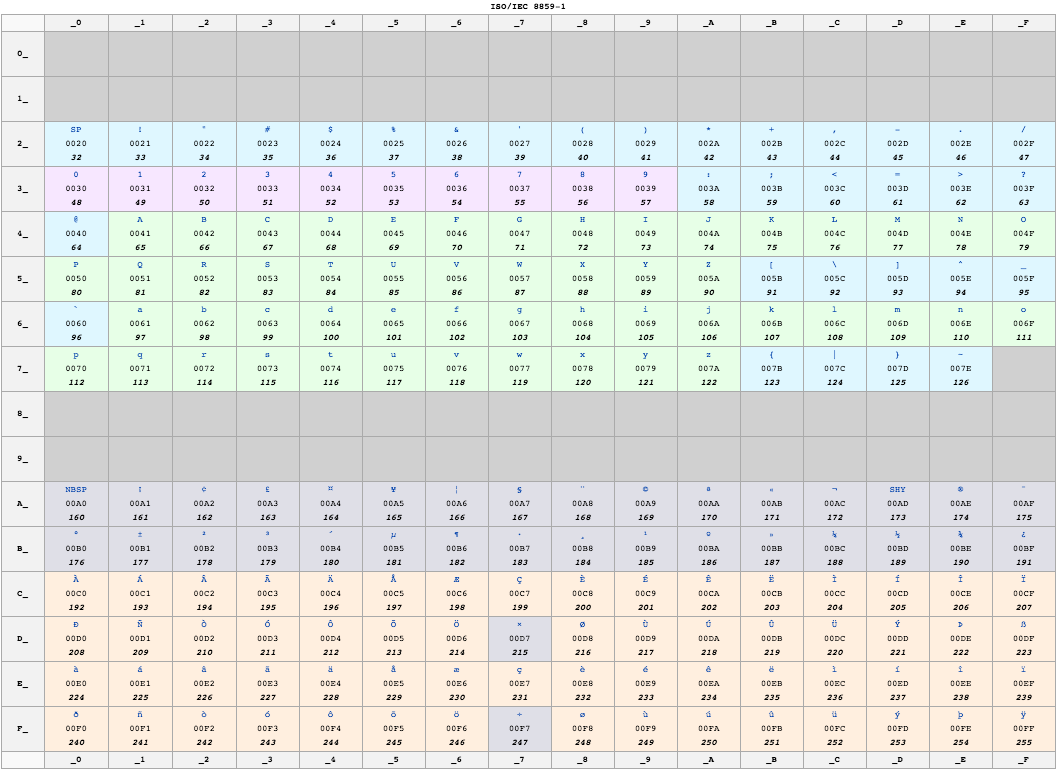 ISO/IEC 8859-1
_0 _1 _2 _3 _4 _5 _6 _7 _8 _9 _A _B _C _D _E _F
0_
1_
SP ! " # $ % & ' ( ) * + , - . /
2_ 0020 0021 0022 0023 0024 0025 0026 0027 0028 0029 002A 002B 002C 002D 002E 002F
32 33 34 35 36 37 38 39 40 41 42 43 44 45 46 47
0 1 2 3 4 5 6 7 8 9 : ; < = > ?
3_ 0030 0031 0032 0033 0034 0035 0036 0037 0038 0039 003A 003B 003C 003D 003E 003F
48 49 50 51 52 53 54 55 56 57 58 59 60 61 62 63
@ A B C D E F G H I J K L M N O
4_ 0040 0041 0042 0043 0044 0045 0046 0047 0048 0049 004A 004B 004C 004D 004E 004F
64 65 66 67 68 69 70 71 72 73 74 75 76 77 78 79
P Q R S T U V W X Y Z [ \ ] ^ _
5_ 0050 0051 0052 0053 0054 0055 0056 0057 0058 0059 005A 005B 005C 005D 005E 005F
80 81 82 83 84 85 86 87 88 89 90 91 92 93 94 95
` a b c d e f g h i j k l m n o
6_ 0060 0061 0062 0063 0064 0065 0066 0067 0068 0069 006A 006B 006C 006D 006E 006F
96 97 98 99 100 101 102 103 104 105 106 107 108 109 110 111
p q r s t u v w x y z { | } ~
7_ 0070 0071 0072 0073 0074 0075 0076 0077 0078 0079 007A 007B 007C 007D 007E
112 113 114 115 116 117 118 119 120 121 122 123 124 125 126
8_
9_
NBSP ¡ ¢ £ ¤ ¥ ¦ § ¨ © ª « ¬ SHY ® ¯
A_ 00A0 00A1 00A2 00A3 00A4 00A5 00A6 00A7 00A8 00A9 00AA 00AB 00AC 00AD 00AE 00AF
160 161 162 163 164 165 166 167 168 169 170 171 172 173 174 175
° ± ² ³ ´ µ ¶ · ¸ ¹ º » ¼ ½ ¾ ¿
B_ 00B0 00B1 00B2 00B3 00B4 00B5 00B6 00B7 00B8 00B9 00BA 00BB 00BC 00BD 00BE 00BF
176 177 178 179 180 181 182 183 184 185 186 187 188 189 190 191
À Á Â Ã Ä Å Æ Ç È É Ê Ë Ì Í Î Ï
C_ 00C0 00C1 00C2 00C3 00C4 00C5 00C6 00C7 00C8 00C9 00CA 00CB 00CC 00CD 00CE 00CF
192 193 194 195 196 197 198 199 200 201 202 203 204 205 206 207
Ð Ñ Ò Ó Ô Õ Ö × Ø Ù Ú Û Ü Ý Þ ß
D_ 00D0 00D1 00D2 00D3 00D4 00D5 00D6 00D7 00D8 00D9 00DA 00DB 00DC 00DD 00DE 00DF
208 209 210 211 212 213 214 215 216 217 218 219 220 221 222 223
à á â ã ä å æ ç è é ê ë ì í î ï
E_ 00E0 00E1 00E2 00E3 00E4 00E5 00E6 00E7 00E8 00E9 00EA 00EB 00EC 00ED 00EE 00EF
224 225 226 227 228 229 230 231 232 233 234 235 236 237 238 239
ð ñ ò ó ô õ ö ÷ ø ù ú û ü ý þ ÿ
F_ 00F0 00F1 00F2 00F3 00F4 00F5 00F6 00F7 00F8 00F9 00FA 00FB 00FC 00FD 00FE 00FF
240 241 242 243 244 245 246 247 248 249 250 251 252 253 254 255
_0 _1 _2 _3 _4 _5 _6 _7 _8 _9 _A _B _C _D _E _F